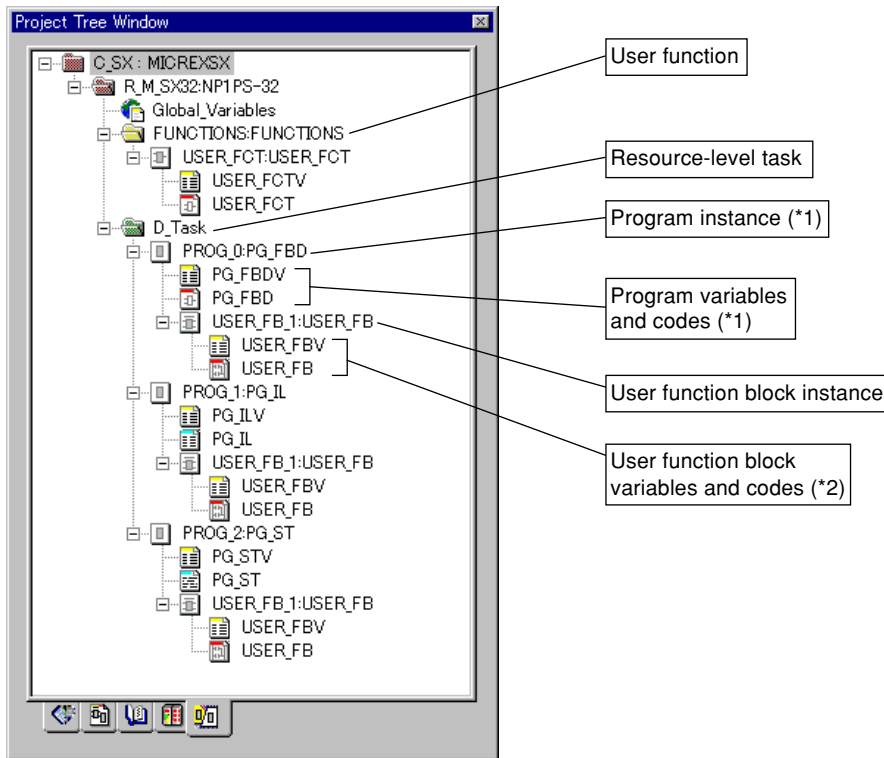 Project Tree Window
C_SX : MICREXSX
R_M_SX32:NP1PS-32
Global_Variables
FUNCTIONS:FUNCTIONS
USER_FCT:USER_FCT
USER_FCTV
USER_FCT
D_Task
PROG_0:PG_FBD
PG_FBDV
PG_FBD
USER_FB_1:USER_FB
USER_FBV
USER_FB
PROG_1:PG_IL
PG_ILV
PG_IL
USER_FB_1:USER_FB
USER_FBV
USER_FB
PROG_2:PG_ST
PG_STV
PG_ST
USER_FB_1:USER_FB
USER_FBV
USER_FB
User function
Resource-level task
Program instance (*1)
Program variables
and codes (*1)
User function block instance
User function block
variables and codes (*2)